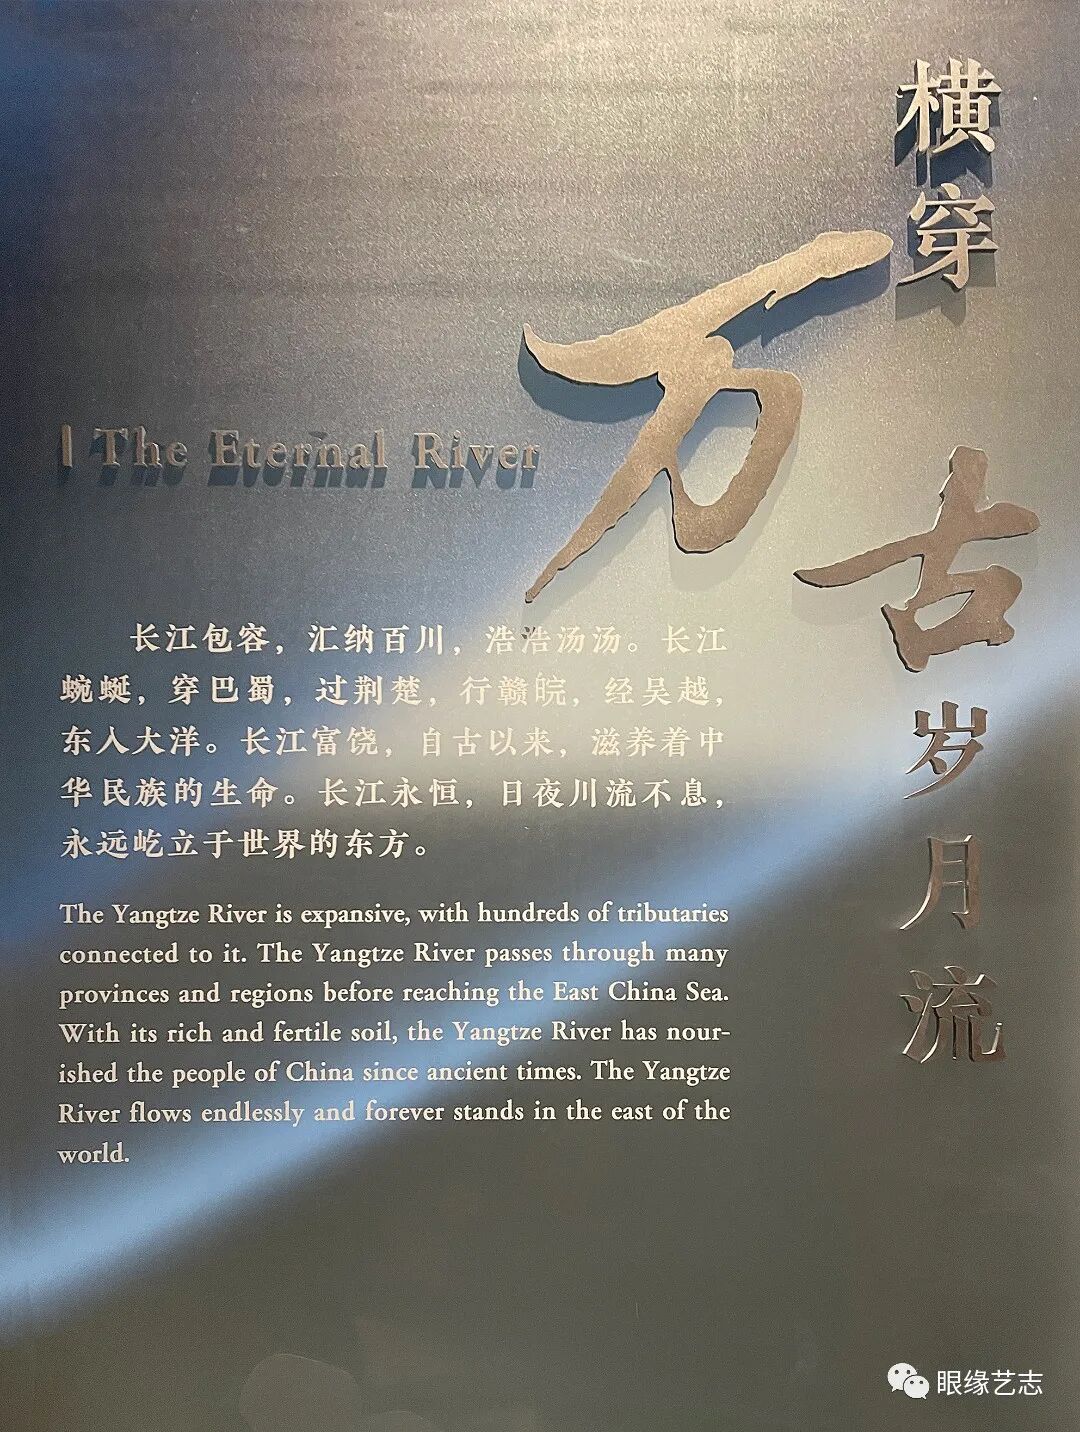 横穿
万古
岁月流
The Eternal River
长江包容，汇纳百川，浩浩汤汤。长江
蜿蜒，穿巴蜀，过荆楚，行赣皖，经吴越，
东入大洋。长江富饶，自古以来，滋养着中
华民族的生命。长江永恒，日夜川流不息，
永远屹立于世界的东方。
The Yangtze River is expansive, with hundreds of tributaries
connected to it. The Yangtze River passes through many
provinces and regions before reaching the East China Sea.
With its rich and fertile soil, the Yangtze River has nour-
ished the people of China since ancient times. The Yangtze
River flows endlessly and forever stands in the east of the
world.
眼缘艺志